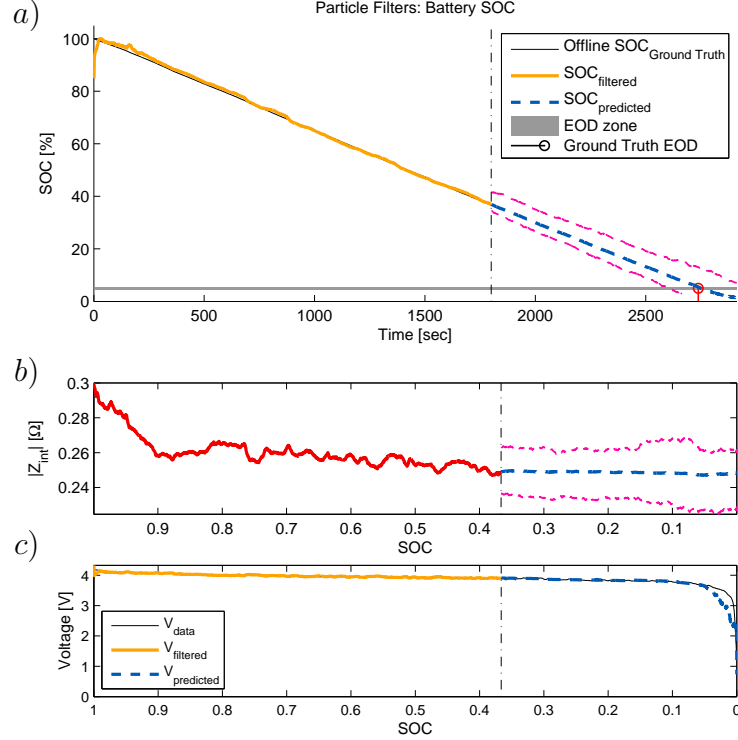 a)
Particle Filters: Battery SOC
100
80
60
40
20
0
SOC [%]
0
500
1000
1500
2000
2500
Time [sec]
Offline SOC_Ground Truth
SOC_filtered
SOC_predicted
EOD zone
Ground Truth EOD
b)
0.3
0.28
0.26
0.24
|Z_int| [Ω]
0.9
0.8
0.7
0.6
0.5
0.4
0.3
0.2
0.1
SOC
c)
4
3
2
1
0
Voltage [V]
V_data
V_filtered
V_predicted
1
0.9
0.8
0.7
0.6
0.5
0.4
0.3
0.2
0.1
0
SOC